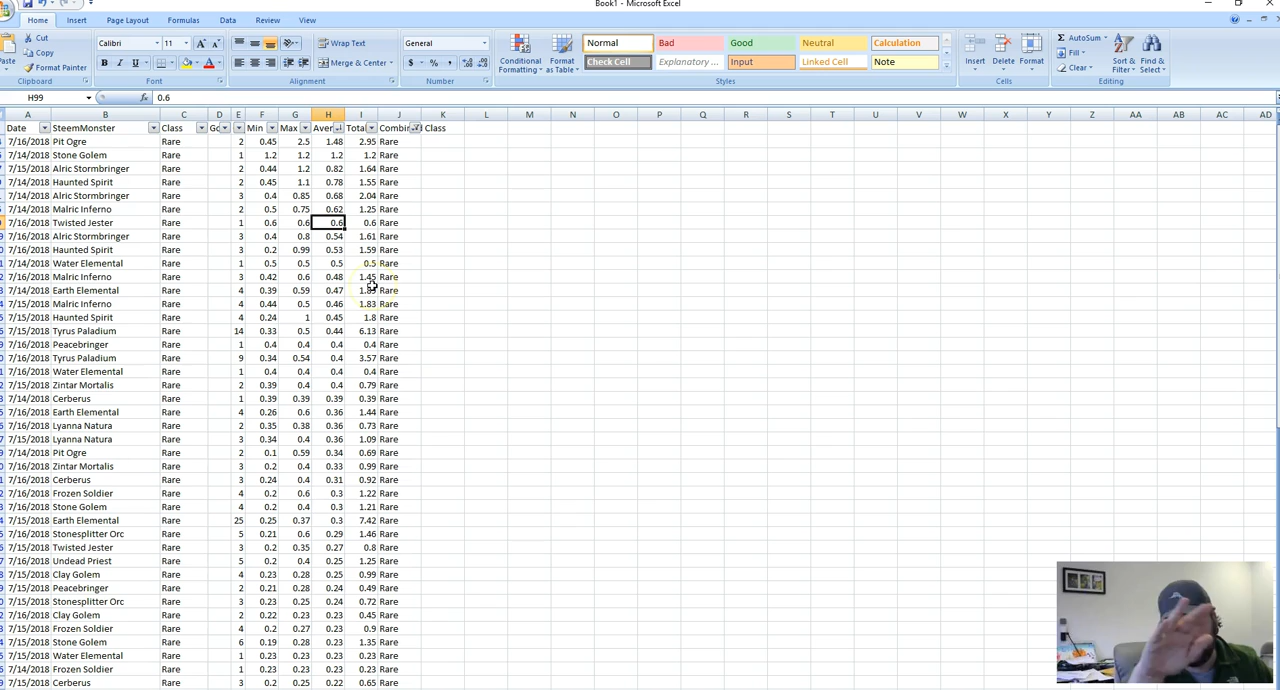 Book1 - Microsoft Excel
Home Insert Page Layout Formulas Data Review View
Cut Calibri 11 Wrap Text General Normal Bad Good Neutral Calculation AutoSum
Copy Conditional Format Insert Delete Format Fill Sort & Find &
Paste Format Painter B I U Merge & Center $ % , Formatting as Table Check Cell Explanatory ... Input Linked Cell Note Clear Filter Select
Clipboard Font Alignment Number Styles Cells Editing
H99 fx 0.6
A B C D E F G H I J K L M N O P Q R S T U V W X Y Z AA AB AC AD
Date SteemMonster Class Min Max Aver Tota Combin Class
7/16/2018 Pit Ogre Rare 2 0.45 2.5 1.48 2.95 Rare
7/14/2018 Stone Golem Rare 1 1.2 1.2 1.2 1.2 Rare
7/14/2018 Alric Stormbringer Rare 2 0.44 1.2 0.82 1.64 Rare
7/14/2018 Haunted Spirit Rare 2 0.45 1.1 0.78 1.55 Rare
7/14/2018 Alric Stormbringer Rare 3 0.4 0.85 0.68 2.04 Rare
7/14/2018 Malric Inferno Rare 2 0.5 0.75 0.62 1.25 Rare
7/16/2018 Twisted Jester Rare 1 0.6 0.6 0.6 0.6 Rare
7/16/2018 Alric Stormbringer Rare 3 0.4 0.8 0.54 1.61 Rare
7/16/2018 Haunted Spirit Rare 3 0.2 0.99 0.53 1.59 Rare
7/14/2018 Water Elemental Rare 1 0.5 0.5 0.5 0.5 Rare
7/16/2018 Malric Inferno Rare 3 0.42 0.6 0.48 1.45 Rare
7/14/2018 Earth Elemental Rare 4 0.39 0.59 0.47 Rare
7/15/2018 Malric Inferno Rare 4 0.44 0.5 0.46 1.83 Rare
7/15/2018 Haunted Spirit Rare 4 0.24 1 0.45 1.8 Rare
7/15/2018 Tyrus Paladium Rare 14 0.33 0.5 0.44 6.13 Rare
7/16/2018 Peacebringer Rare 1 0.4 0.4 0.4 0.4 Rare
7/16/2018 Tyrus Paladium Rare 9 0.34 0.54 0.4 3.57 Rare
7/16/2018 Water Elemental Rare 1 0.4 0.4 0.4 0.4 Rare
7/15/2018 Zintar Mortalis Rare 2 0.39 0.4 0.4 0.79 Rare
7/14/2018 Cerberus Rare 1 0.39 0.39 0.39 0.39 Rare
7/16/2018 Earth Elemental Rare 4 0.26 0.6 0.36 1.44 Rare
7/16/2018 Lyanna Natura Rare 2 0.35 0.38 0.36 0.73 Rare
7/15/2018 Lyanna Natura Rare 3 0.34 0.4 0.36 1.09 Rare
7/14/2018 Pit Ogre Rare 2 0.1 0.59 0.34 0.69 Rare
7/16/2018 Zintar Mortalis Rare 3 0.2 0.4 0.33 0.99 Rare
7/16/2018 Cerberus Rare 3 0.24 0.4 0.31 0.92 Rare
7/16/2018 Frozen Soldier Rare 4 0.2 0.6 0.3 1.22 Rare
7/16/2018 Stone Golem Rare 4 0.2 0.4 0.3 1.21 Rare
7/15/2018 Earth Elemental Rare 25 0.25 0.37 0.3 7.42 Rare
7/16/2018 Stonesplitter Orc Rare 5 0.21 0.6 0.29 1.46 Rare
7/15/2018 Twisted Jester Rare 3 0.2 0.35 0.27 0.8 Rare
7/16/2018 Undead Priest Rare 5 0.2 0.4 0.25 1.25 Rare
7/15/2018 Clay Golem Rare 4 0.23 0.28 0.25 0.99 Rare
7/15/2018 Peacebringer Rare 2 0.21 0.28 0.24 0.49 Rare
7/15/2018 Stonesplitter Orc Rare 3 0.23 0.25 0.24 0.72 Rare
7/16/2018 Clay Golem Rare 2 0.22 0.23 0.23 0.45 Rare
7/15/2018 Frozen Soldier Rare 4 0.2 0.27 0.23 0.9 Rare
7/15/2018 Stone Golem Rare 6 0.19 0.28 0.23 1.35 Rare
7/15/2018 Water Elemental Rare 1 0.23 0.23 0.23 0.23 Rare
7/14/2018 Frozen Soldier Rare 1 0.23 0.23 0.23 0.23 Rare
7/15/2018 Cerberus Rare 3 0.2 0.25 0.22 0.65 Rare